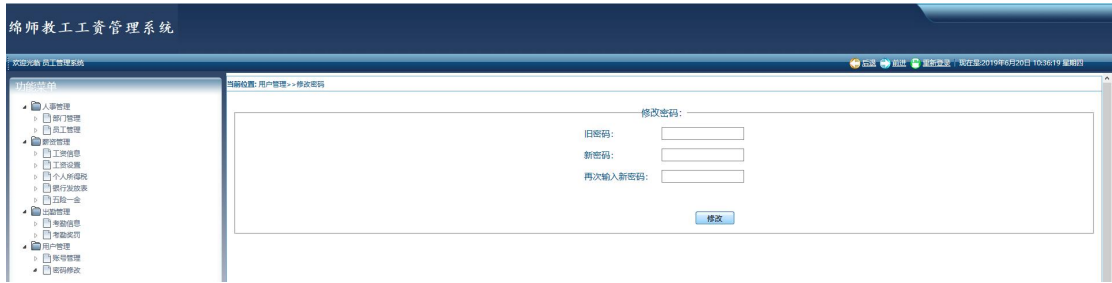 绵师教工工资管理系统
欢迎光临 员工管理系统
后退 前进 重新登录 现在是:2019年6月20日 10:36:19 星期四
功能菜单
人事管理
部门管理
员工管理
薪资管理
工资信息
工资设置
个人所得税
银行发放表
五险一金
出勤管理
考勤信息
考勤奖罚
用户管理
账号管理
密码修改
当前位置: 用户管理>>修改密码
修改密码:
旧密码:
新密码:
再次输入新密码:
修改